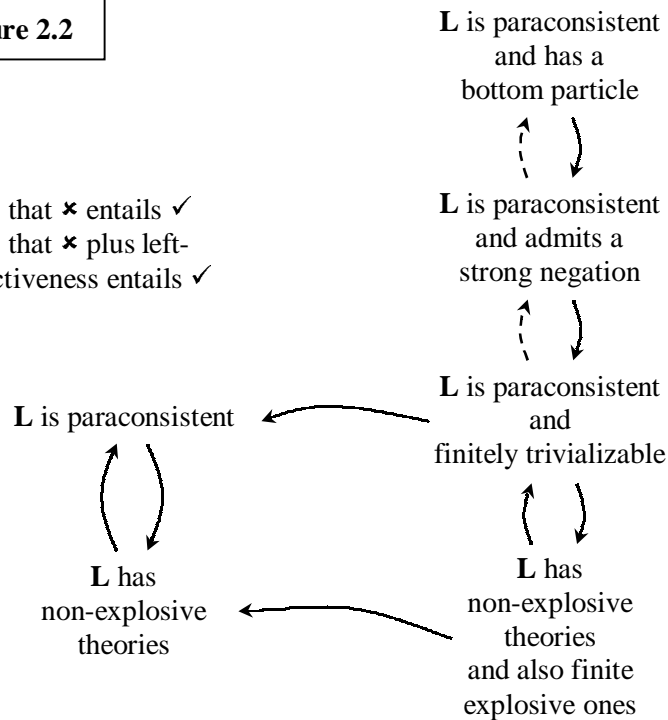 ure 2.2
L is paraconsistent
and has a
bottom particle
that ✖ entails ✓
that ✖ plus left-
ctiveness entails ✓
L is paraconsistent
and admits a
strong negation
L is paraconsistent
L is paraconsistent
and
finitely trivializable
L has
non-explosive
theories
L has
non-explosive
theories
and also finite
explosive ones